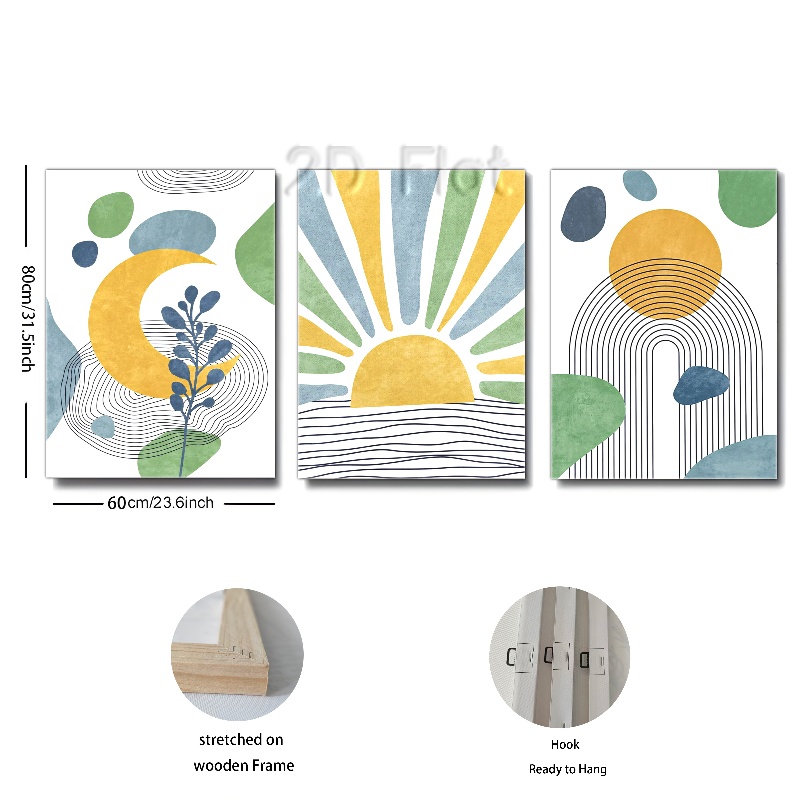 2D Flat
80cm/31.5inch
60cm/23.6inch
stretched on
wooden Frame
Hook
Ready to Hang